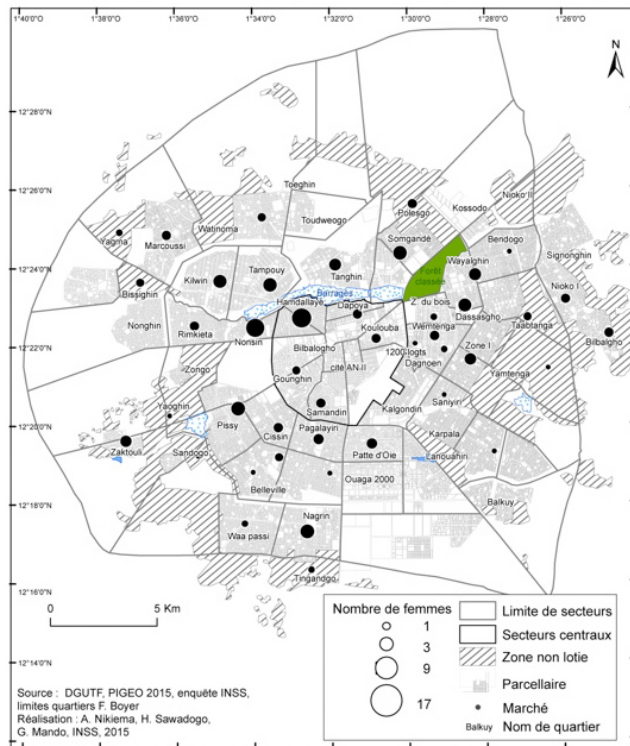 1°40'0"O 1°38'0"O 1°36'0"O 1°34'0"O 1°32'0"O 1°30'0"O 1°28'0"O 1°26'0"O
N
12°28'0"N
12°26'0"N
12°24'0"N
12°22'0"N
12°20'0"N
12°18'0"N
12°16'0"N
12°14'0"N
Toeghin
Polesgo
Kossodo
Nioko II
Watinoma
Toudweogo
Yagma
Marcoussi
Somgandé
Bendogo
Wayalghin
Signonghin
Tanghin
Forêt
classée
Kilwin
Tampouy
Bissighin
Barrages
Nioko I
Hamdallaye
Dapoya
Z. du bois
Dassasgho
Nonghin
Rimkieta
Norisin
Koulouba
Wemtenga
Taabtanga
Bilbalgho
Bilbalogho
1200 logts
Zone I
Zongo
cité AN II
Dagnoen
Yamtenga
Gounghin
Yaoghin
Samandin
Kalgondin
Saniyiri
Pissy
Cissin
Pagalayiri
Karpala
Zaktouli
Sandogo
Patte d'Oie
Lanouanin
Belleville
Ouaga 2000
Balkuy
Nagrin
Waa passi
Tingandgo
0 5 Km
Nombre de femmes
1
3
9
17
Limite de secteurs
Secteurs centraux
Zone non lotie
Parcellaire
Marché
Balkuy Nom de quartier
Source : DGUTF, PIGEO 2015, enquête INSS,
limites quartiers F. Boyer
Réalisation : A. Nikiema, H. Sawadogo,
G. Mando, INSS, 2015